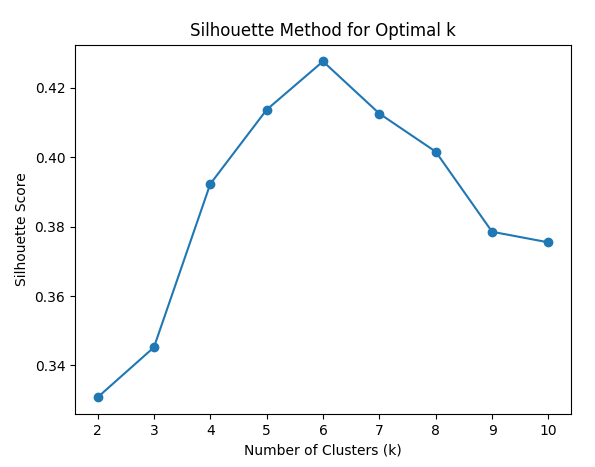 Silhouette Method for Optimal k
Silhouette Score
0.42
0.40
0.38
0.36
0.34
2 3 4 5 6 7 8 9 10
Number of Clusters (k)